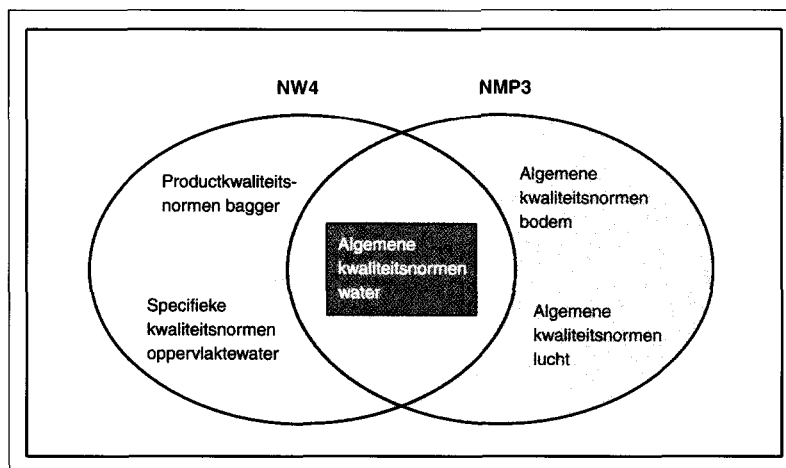 NW4
NMP3
Productkwaliteits-
normen bagger
Specifieke
kwaliteitsnormen
oppervlaktewater
Algemene
kwaliteitsnormen
water
Algemene
kwaliteitsnormen
bodem
Algemene
kwaliteitsnormen
lucht